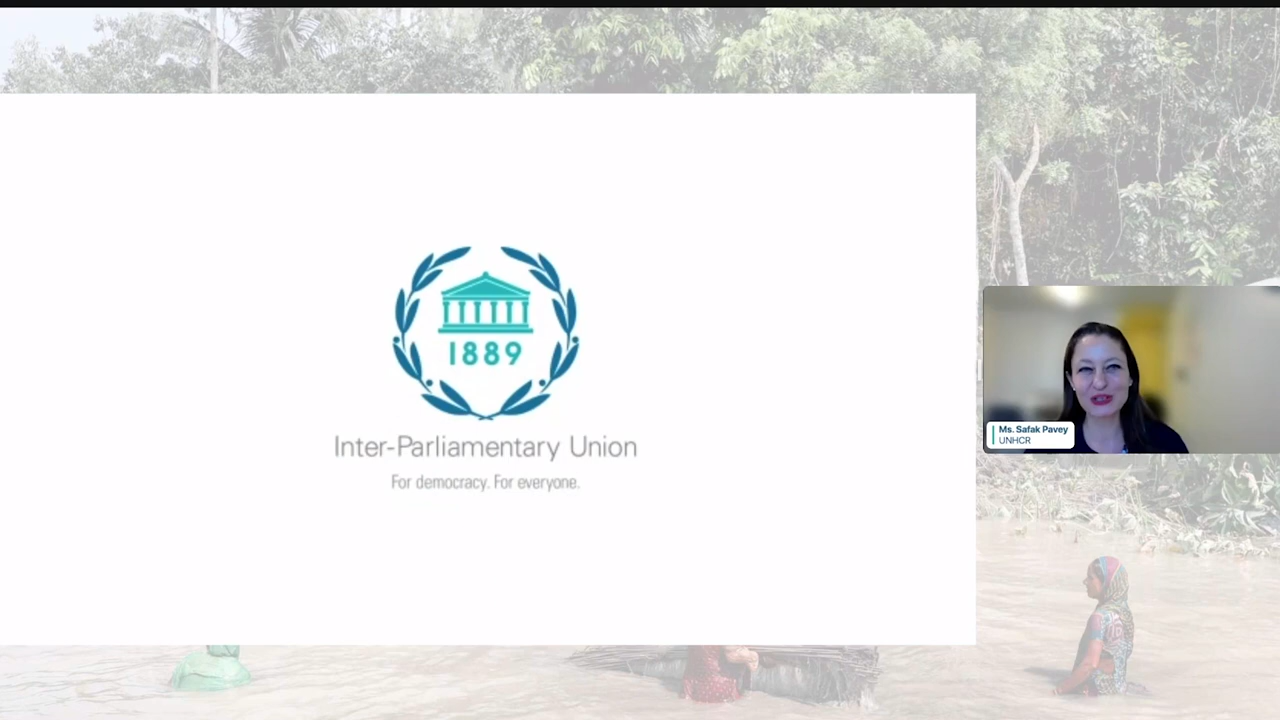 1889
Inter-Parliamentary Union
For democracy. For everyone.
Ms. Safak Pavey
UNHCR